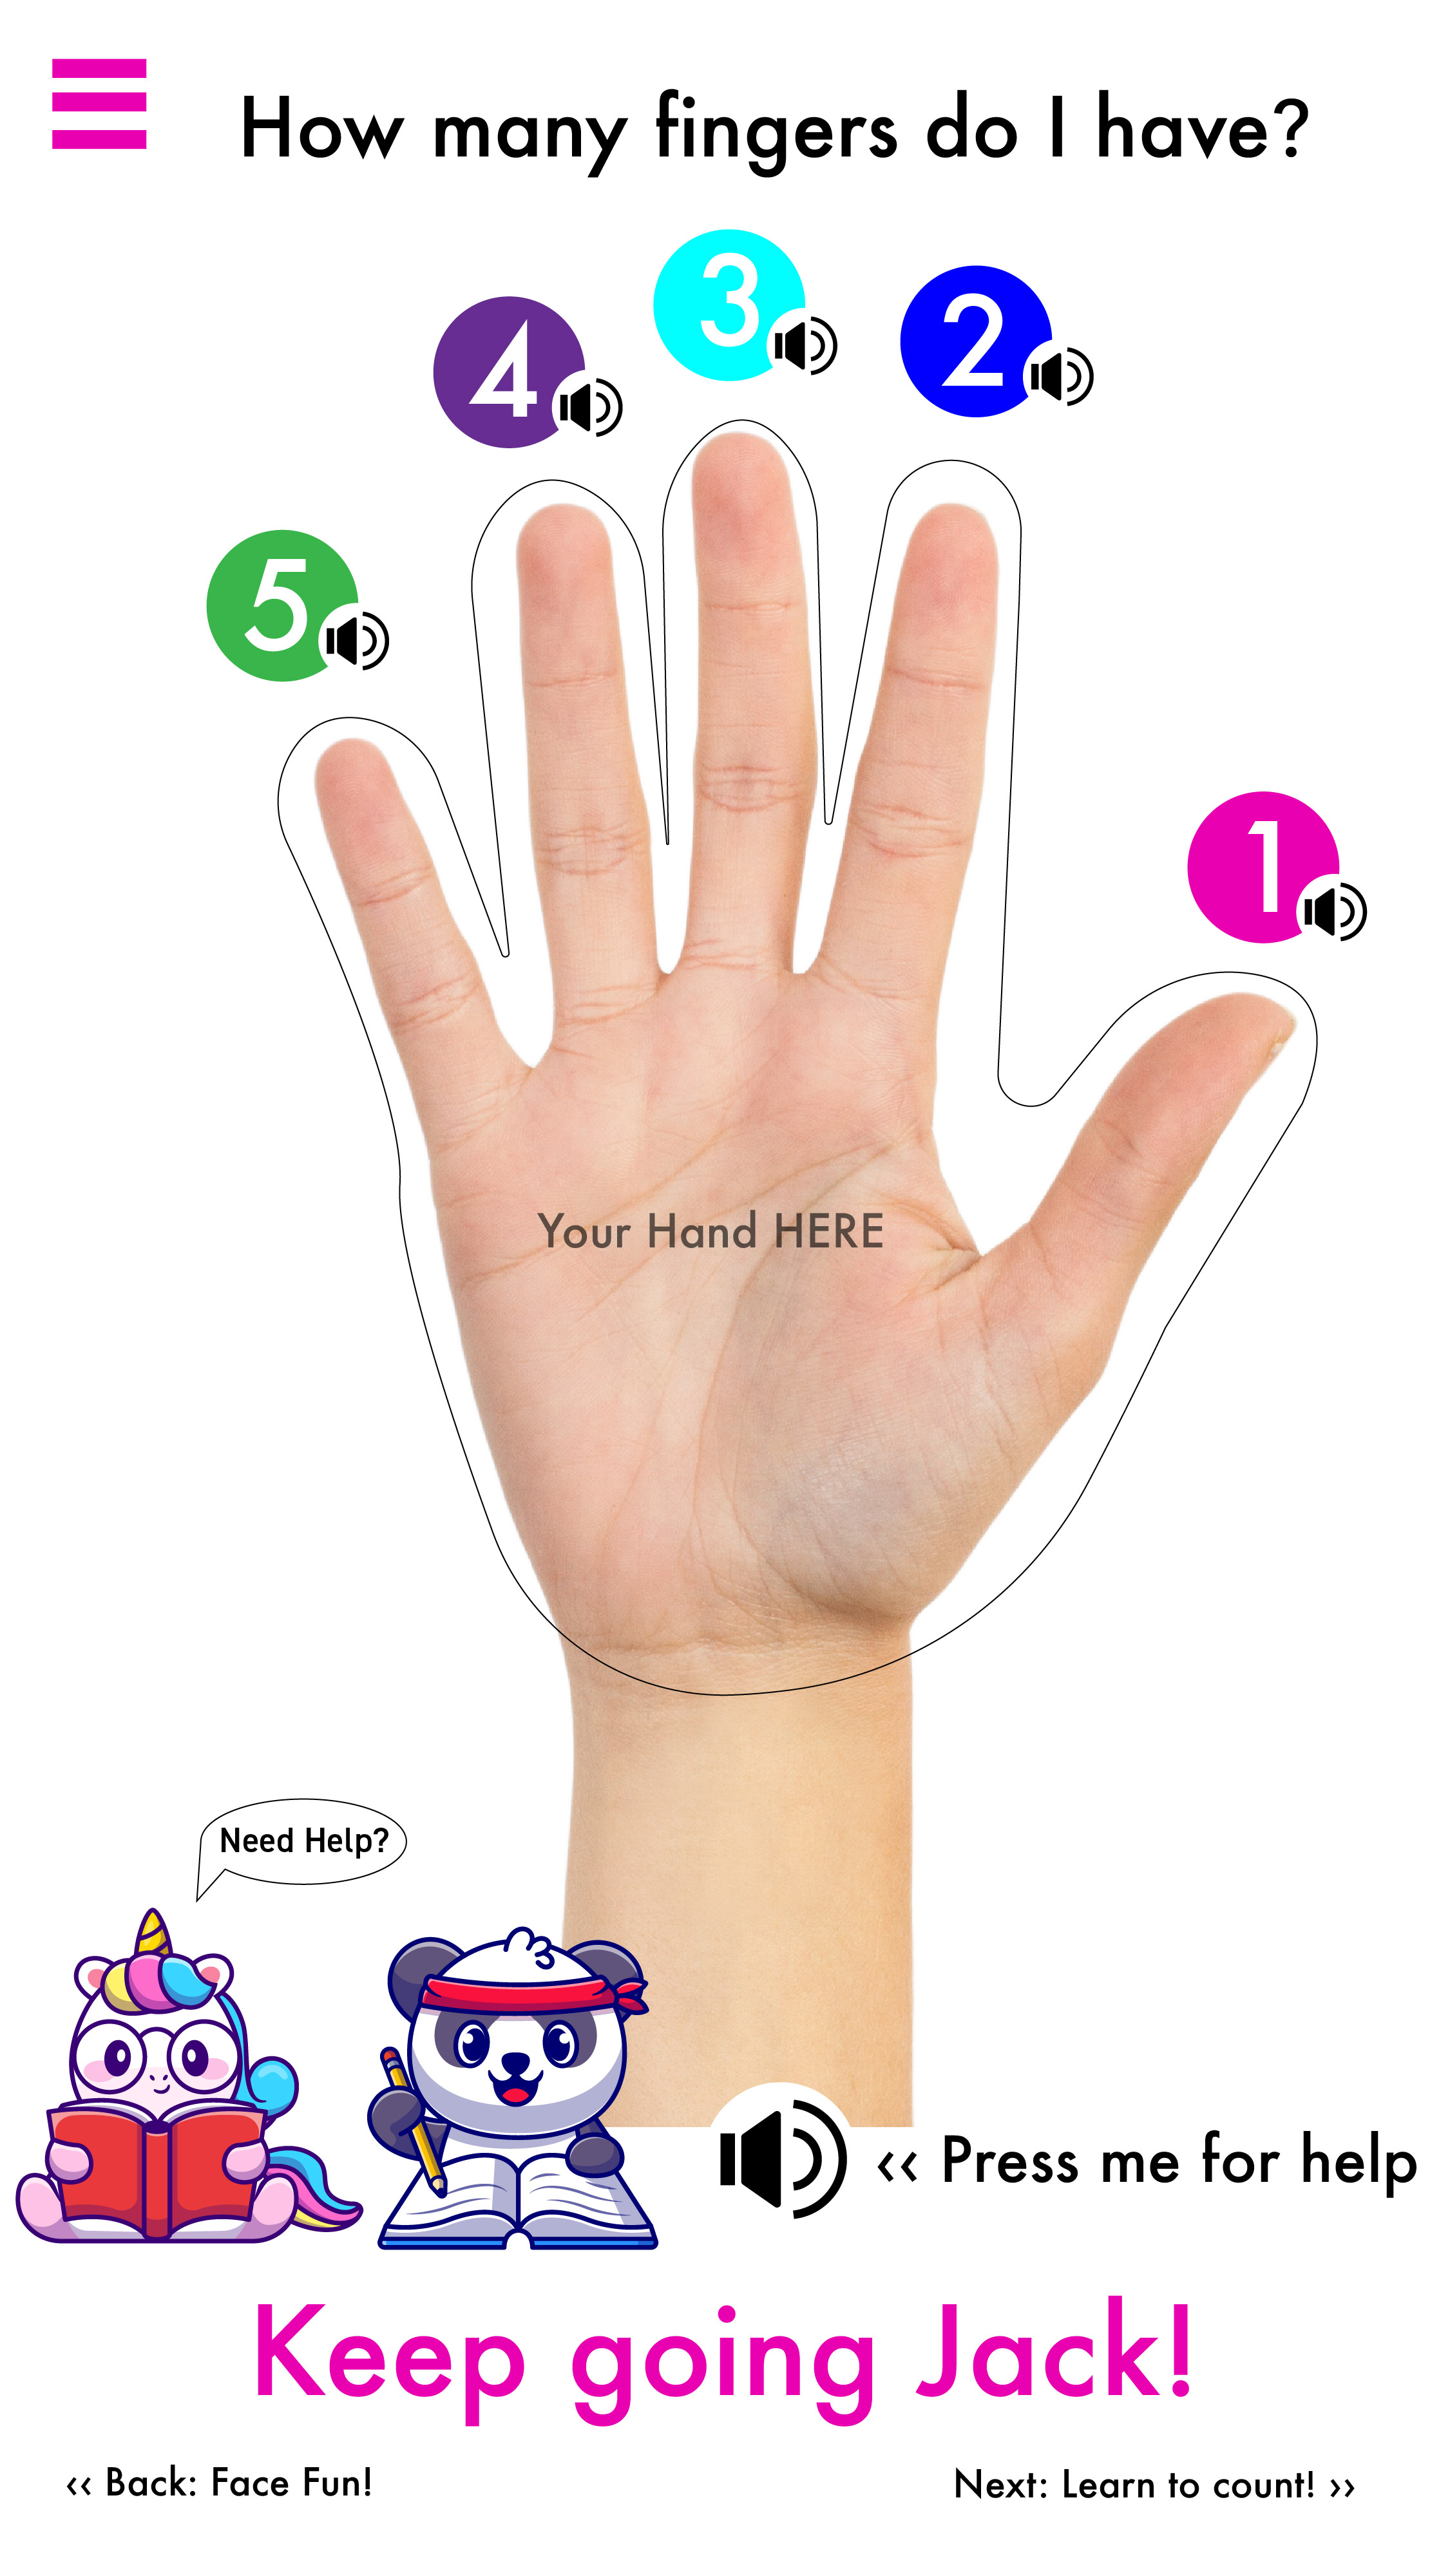 How many fingers do I have?
3
2
4
5
1
Your Hand HERE
Need Help?
‹‹ Press me for help
Keep going Jack!
‹‹ Back: Face Fun!
Next: Learn to count! ››